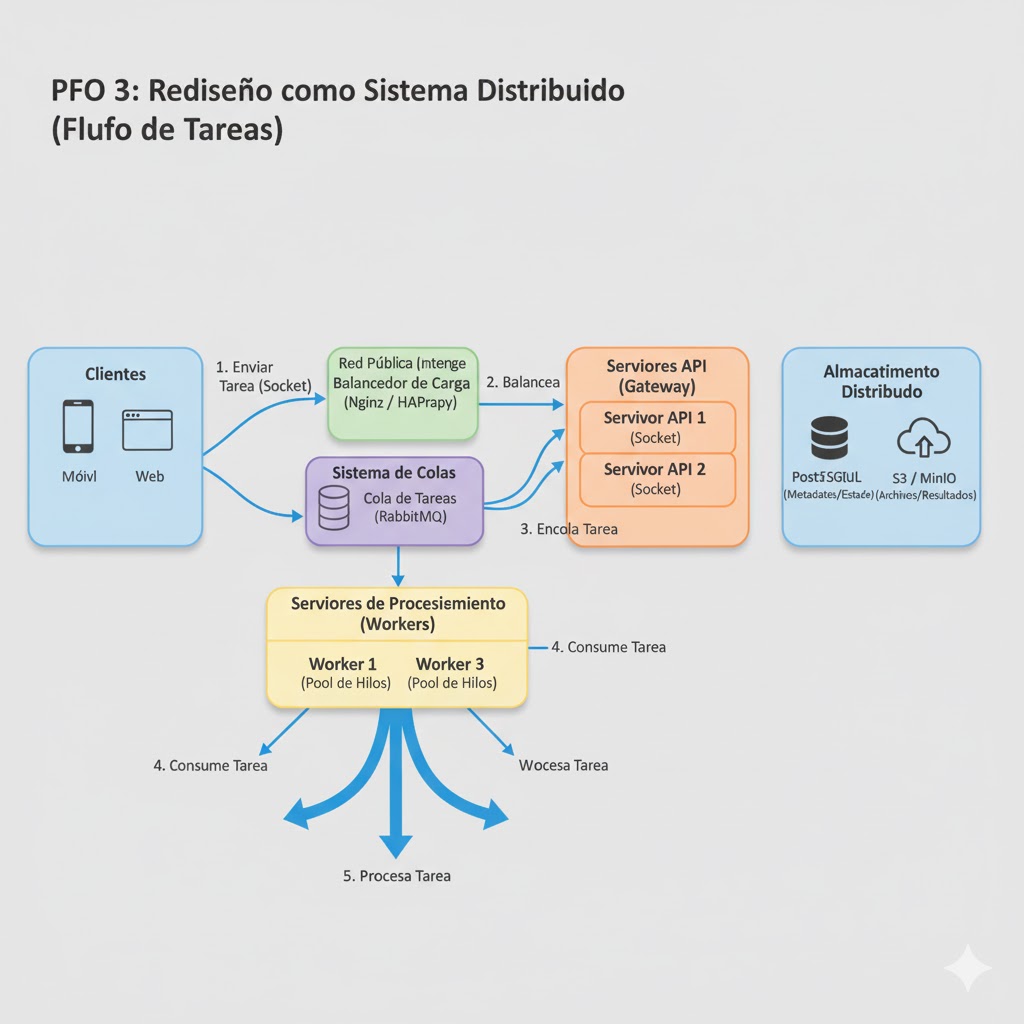 PFO 3: Rediseño como Sistema Distribuido
(Flufo de Tareas)
Clientes
Móivl
Web
1. Enviar
Tarea (Socket)
Red Pública (ntenge
Balancedor de Carga
(Nginz / HAPrapy)
2. Balancea
Serviores API
(Gateway)
Servivor API 1
(Socket)
Servivor API 2
(Socket)
Almacatimento
Distribudo
S3 / MinIO
(Metadates/Estade)
(Archives/Resultados)
Sistema de Colas
Cola de Tareas
(RabbitMQ)
3. Encola Tarea
Serviores de Procesismiento
(Workers)
Worker 1
(Pool de Hilos)
Worker 3
(Pool de Hilos)
4. Consume Tarea
4. Consume Tarea
Wocesa Tarea
5. Procesa Tarea